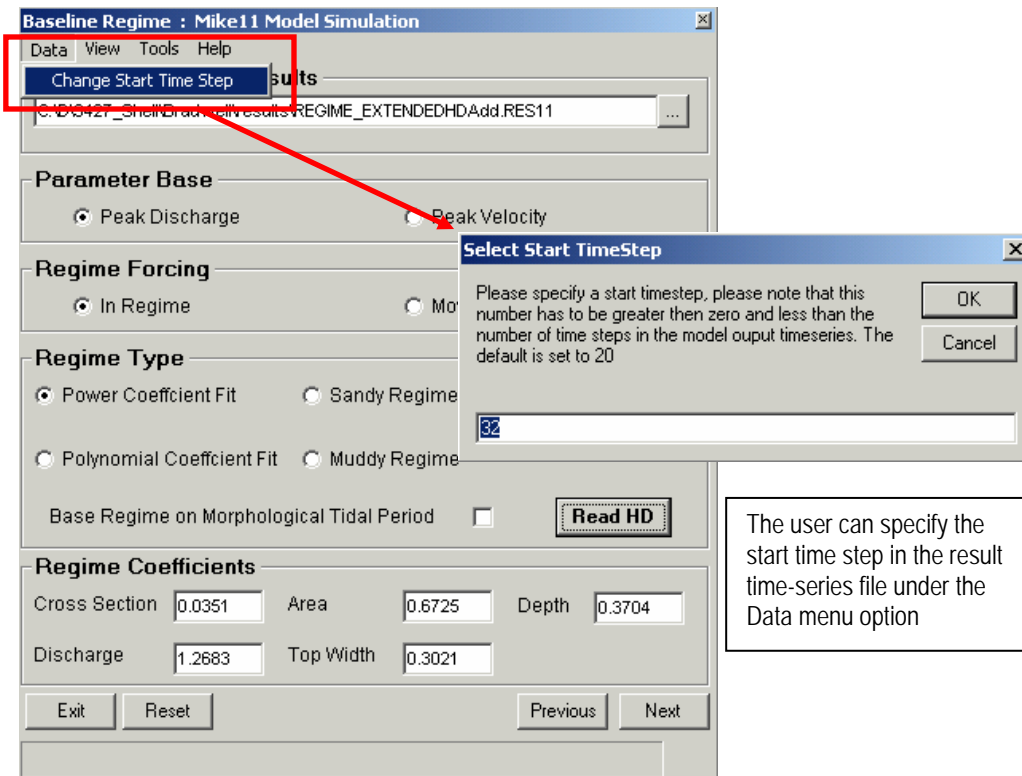 Baseline Regime : Mike11 Model Simulation
Data View Tools Help
Change Start Time Step
sults
REGIME_EXTENDEDHDAdd.RES11
...
Parameter Base
Peak Discharge
Peak Velocity
Regime Forcing
In Regime
Mo
Regime Type
Power Coeffcient Fit
Sandy Regime
Polynomial Coeffcient Fit
Muddy Regime
Base Regime on Morphological Tidal Period
Read HD
Regime Coefficients
Cross Section 0.0351 Area 0.6725 Depth 0.3704
Discharge 1.2683 Top Width 0.3021
Exit Reset Previous Next
Select Start TimeStep
Please specify a start timestep, please note that this
number has to be greater then zero and less than the
number of time steps in the model ouput timeseries. The
default is set to 20
OK
Cancel
32
The user can specify the
start time step in the result
time-series file under the
Data menu option